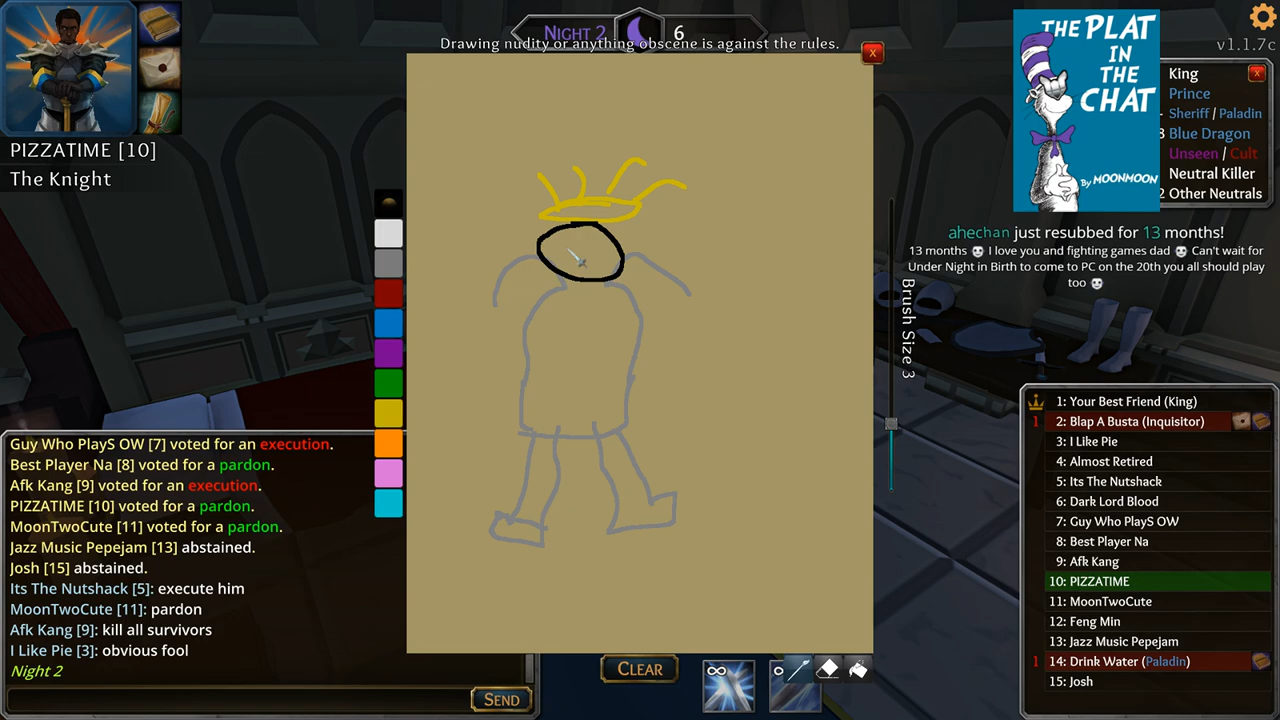 NIGHT 2
6
Drawing nudity or anything obscene is against the rules.
X
v1.1.7c
PIZZATIME [10]
The Knight
THE PLAT
IN
THE
CHAT
By MOONMOON
King
X
Prince
Sheriff / Paladin
Blue Dragon
Unseen / Cult
Neutral Killer
2 Other Neutrals
ahechan just resubbed for 13 months!
13 months I love you and fighting games dad Can't wait for
Under Night in Birth to come to PC on the 20th you all should play
too
Brush Size 3
Guy Who PlayS OW [7] voted for an execution.
Best Player Na [8] voted for a pardon.
Afk Kang [9] voted for an execution.
PIZZATIME [10] voted for a pardon.
MoonTwoCute [11] voted for a pardon.
Jazz Music Pepejam [13] abstained.
Josh [15] abstained.
Its The Nutshack [5]: execute him
MoonTwoCute [11]: pardon
Afk Kang [9]: kill all survivors
I Like Pie [3]: obvious fool
Night 2
SEND
CLEAR
∞
0
X
1: Your Best Friend (King)
1 2: Blap A Busta (Inquisitor)
3: I Like Pie
4: Almost Retired
5: Its The Nutshack
6: Dark Lord Blood
7: Guy Who PlayS OW
8: Best Player Na
9: Afk Kang
10: PIZZATIME
11: MoonTwoCute
12: Feng Min
13: Jazz Music Pepejam
1 14: Drink Water (Paladin)
15: Josh